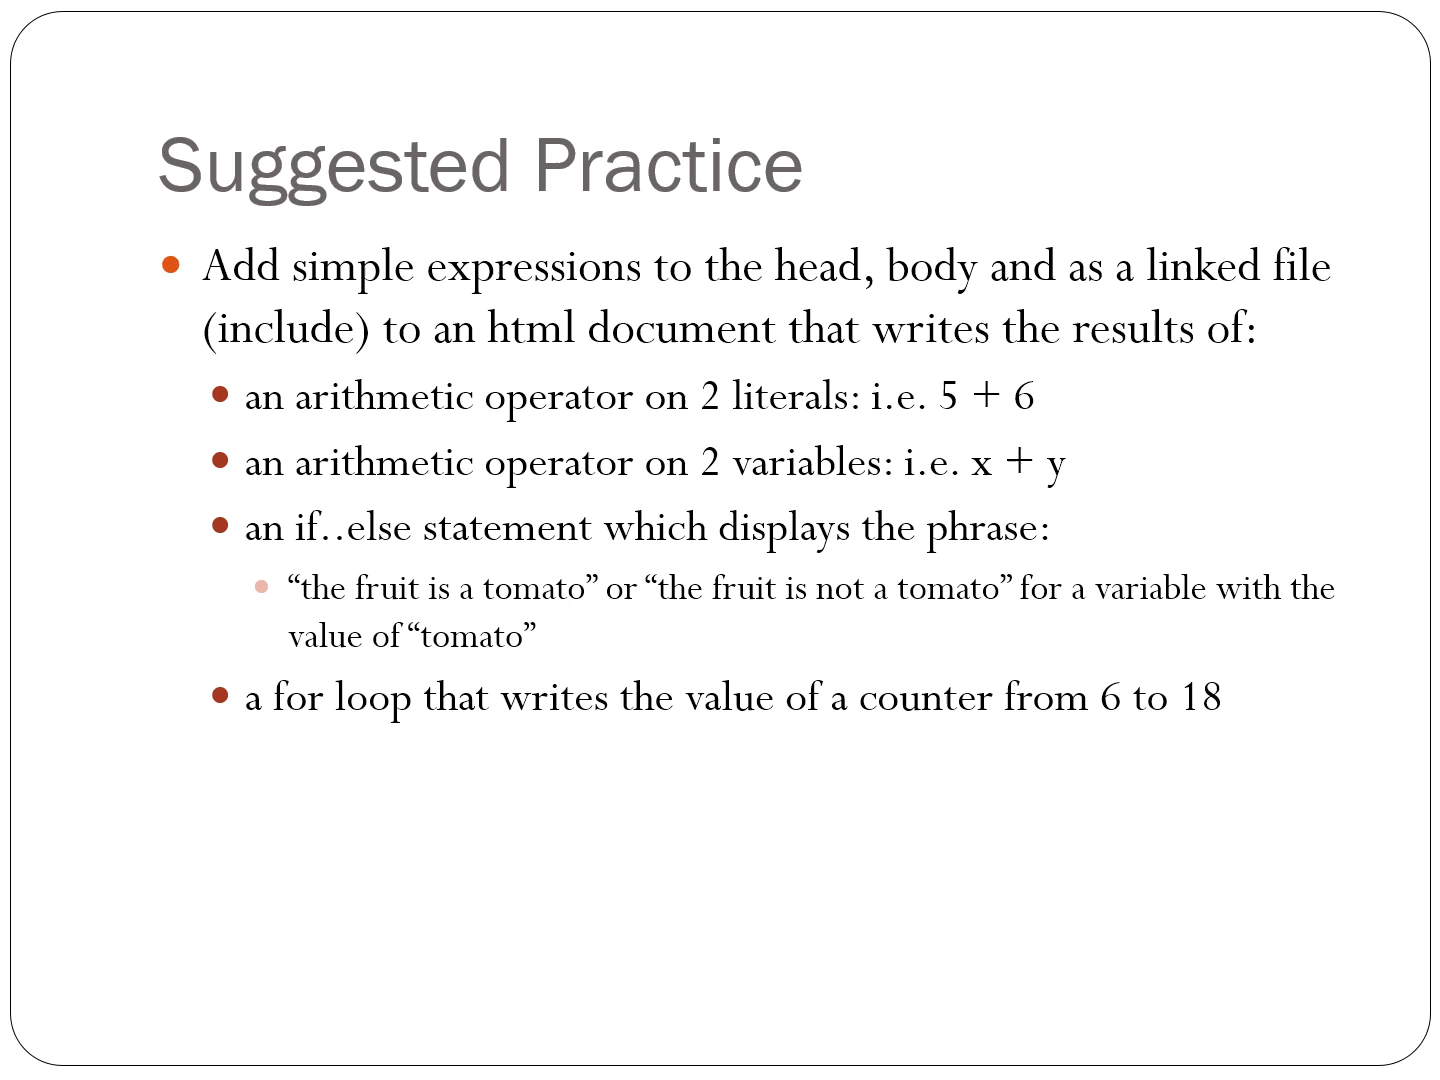 Suggested Practice
Add simple expressions to the head, body and as a linked file
(include) to an html document that writes the results of:
an arithmetic operator on 2 literals: i.e. 5 + 6
an arithmetic operator on 2 variables: i.e. x + y
an if..else statement which displays the phrase:
“the fruit is a tomato” or “the fruit is not a tomato” for a variable with the
value of “tomato”
a for loop that writes the value of a counter from 6 to 18